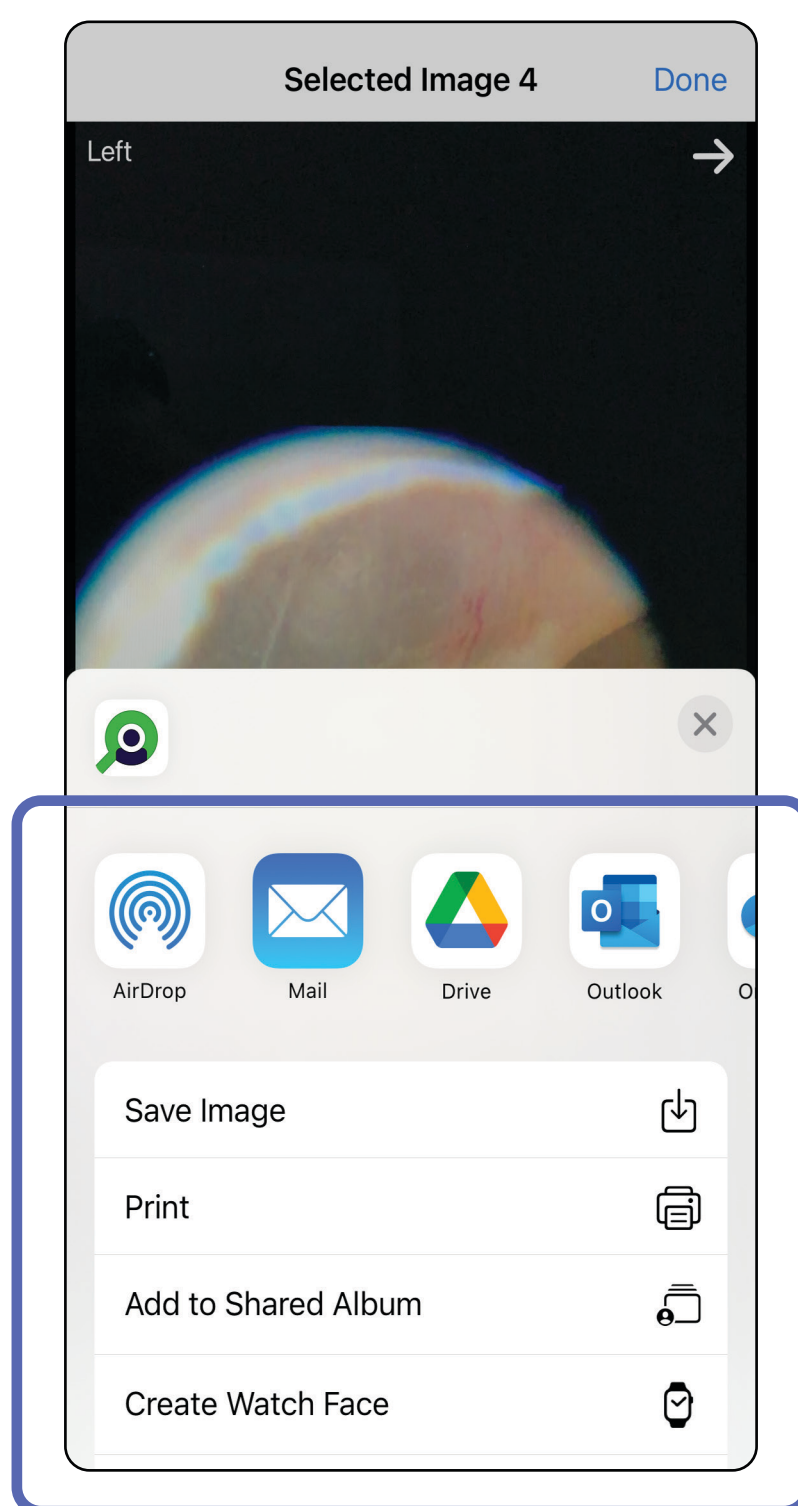 Selected Image 4 Done
Left
AirDrop Mail Drive Outlook
Save Image
Print
Add to Shared Album
Create Watch Face